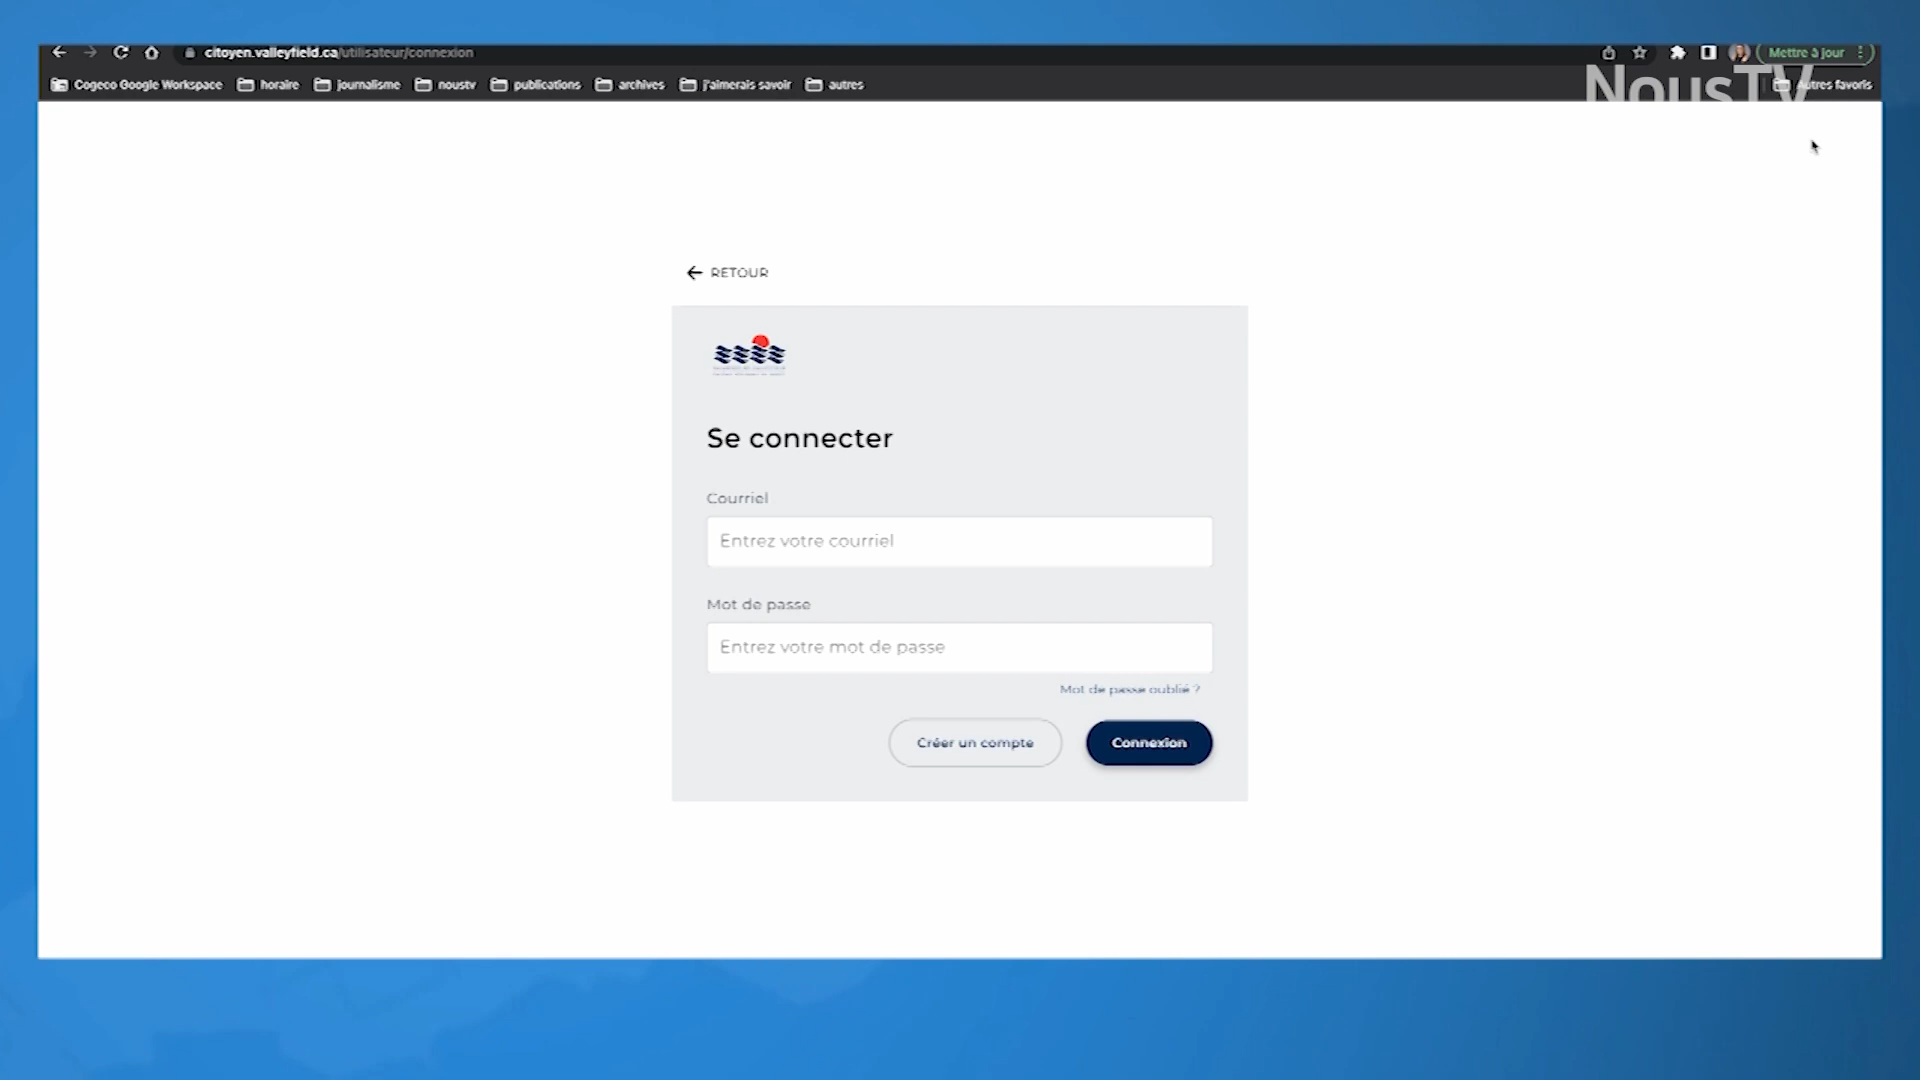 citoyen.valleyfield.ca/utilisateur/connexion
Mettre à jour
Cogeco Google Workspace horaire journalisme noustv publications archives j'aimerais savoir autres
Autres favoris
NousTV
RETOUR
Se connecter
Courriel
Entrez votre courriel
Mot de passe
Entrez votre mot de passe
Mot de passe oublié ?
Créer un compte
Connexion